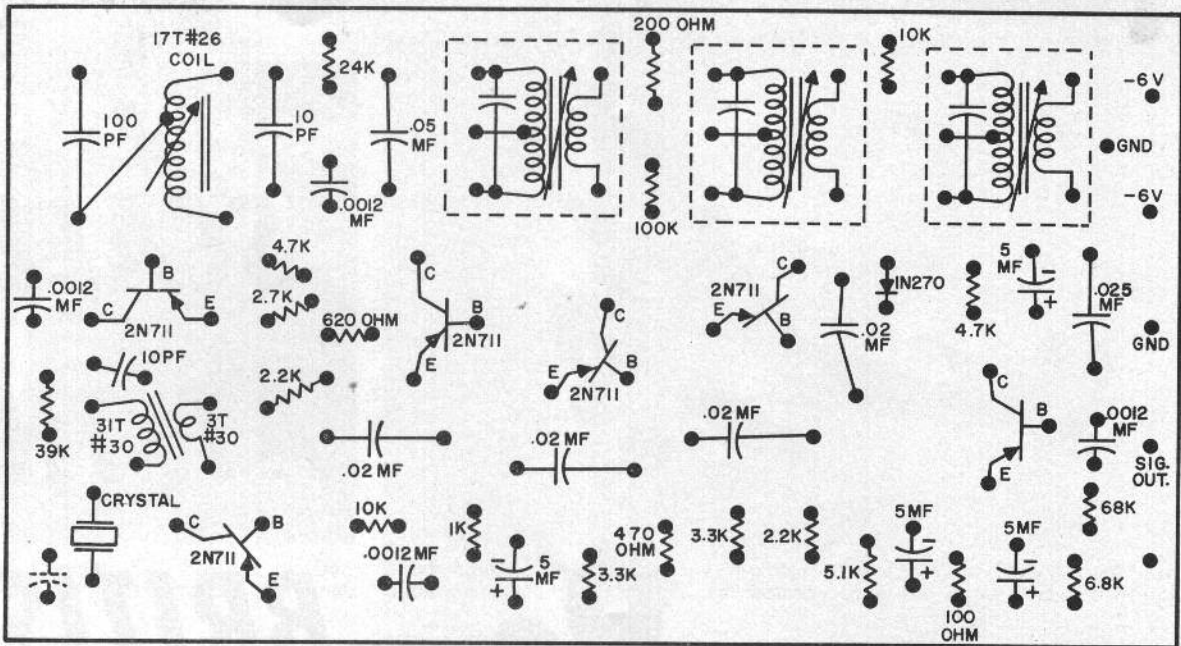 17T#26
COIL
24K
200 OHM
10K
-6V
100
PF
10
PF
.05
MF
.0012
MF
100K
GND
-6V
.0012
MF
B
C
E
2N711
4.7K
2.7K
620 OHM
C
B
E
2N711
C
E
B
2N711
C
2N711
E
B
.02
MF
IN270
4.7K
5
MF
-
+
.025
MF
GND
10PF
31T
#30
3T
#30
39K
2.2K
.02 MF
.02 MF
.02 MF
C
B
E
.0012
MF
SIG.
OUT.
CRYSTAL
C
B
2N711
E
10K
.0012MF
1K
-
5
MF
+
3.3K
470
OHM
3.3K
2.2K
5.1K
5MF
-
+
100
OHM
5MF
-
+
68K
6.8K